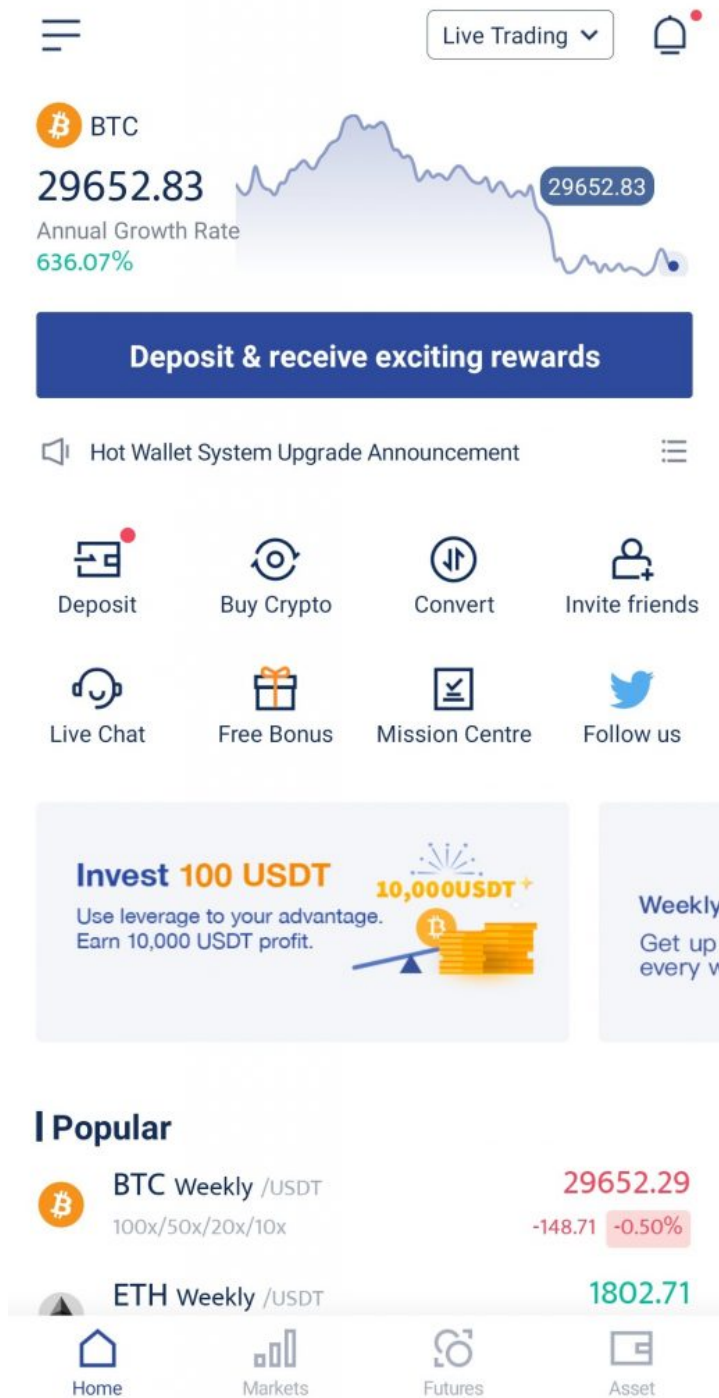 Live Trading
BTC
29652.83
29652.83
Annual Growth Rate
636.07%
Deposit & receive exciting rewards
Hot Wallet System Upgrade Announcement
Deposit
Buy Crypto
Convert
Invite friends
Live Chat
Free Bonus
Mission Centre
Follow us
Invest 100 USDT
Use leverage to your advantage.
Earn 10,000 USDT profit.
10,000USDT
Weekly
Get up
every w
Popular
BTC Weekly /USDT
29652.29
100x/50x/20x/10x
-148.71 -0.50%
ETH Weekly /USDT
1802.71
Home
Markets
Futures
Asset